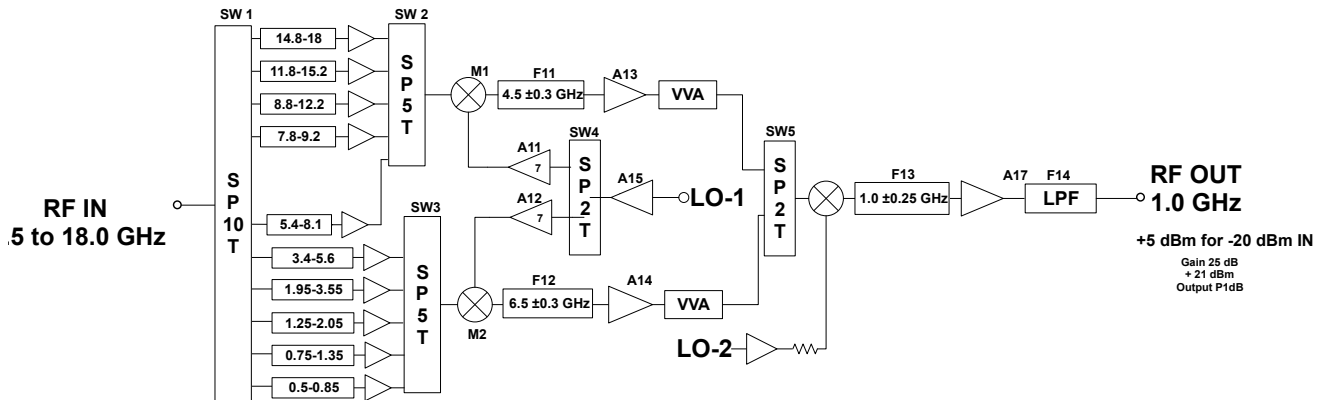 SW 1
SW 2
14.8-18
11.8-15.2
8.8-12.2
7.8-9.2
5.4-8.1
3.4-5.6
1.95-3.55
1.25-2.05
0.75-1.35
0.5-0.85
S
P
10
T
S
P
5
T
SW3
S
P
5
T
RF IN
.5 to 18.0 GHz
M1
F11
4.5 ±0.3 GHz
A13
VVA
A11
7
A12
7
SW4
S
P
2
T
A15
LO-1
M2
F12
6.5 ±0.3 GHz
A14
VVA
SW5
S
P
2
T
LO-2
F13
1.0 ±0.25 GHz
A17
F14
LPF
RF OUT
1.0 GHz
+5 dBm for -20 dBm IN
Gain 25 dB
+ 21 dBm
Output P1dB